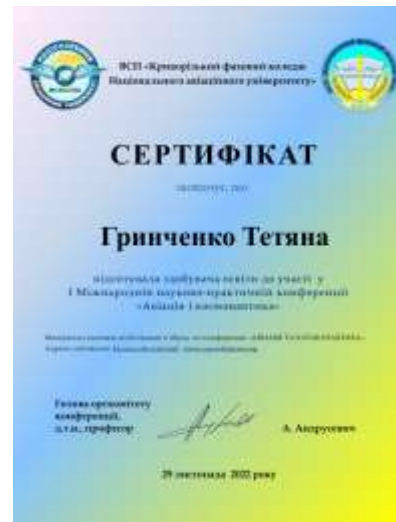 ВСП «Криворізький фаховий коледж
Національного авіаційного університету»
СЕРТИФІКАТ
засвідчує, що
Гринченко Тетяна
підготувала здобувача освіти до участі у
І Міжнародній науково-практичній конференції
«Авіація і космонавтика»
Голова оргкомітету
конференції,
д.т.н., професор
А. Андрусевич
29 листопада 2022 року